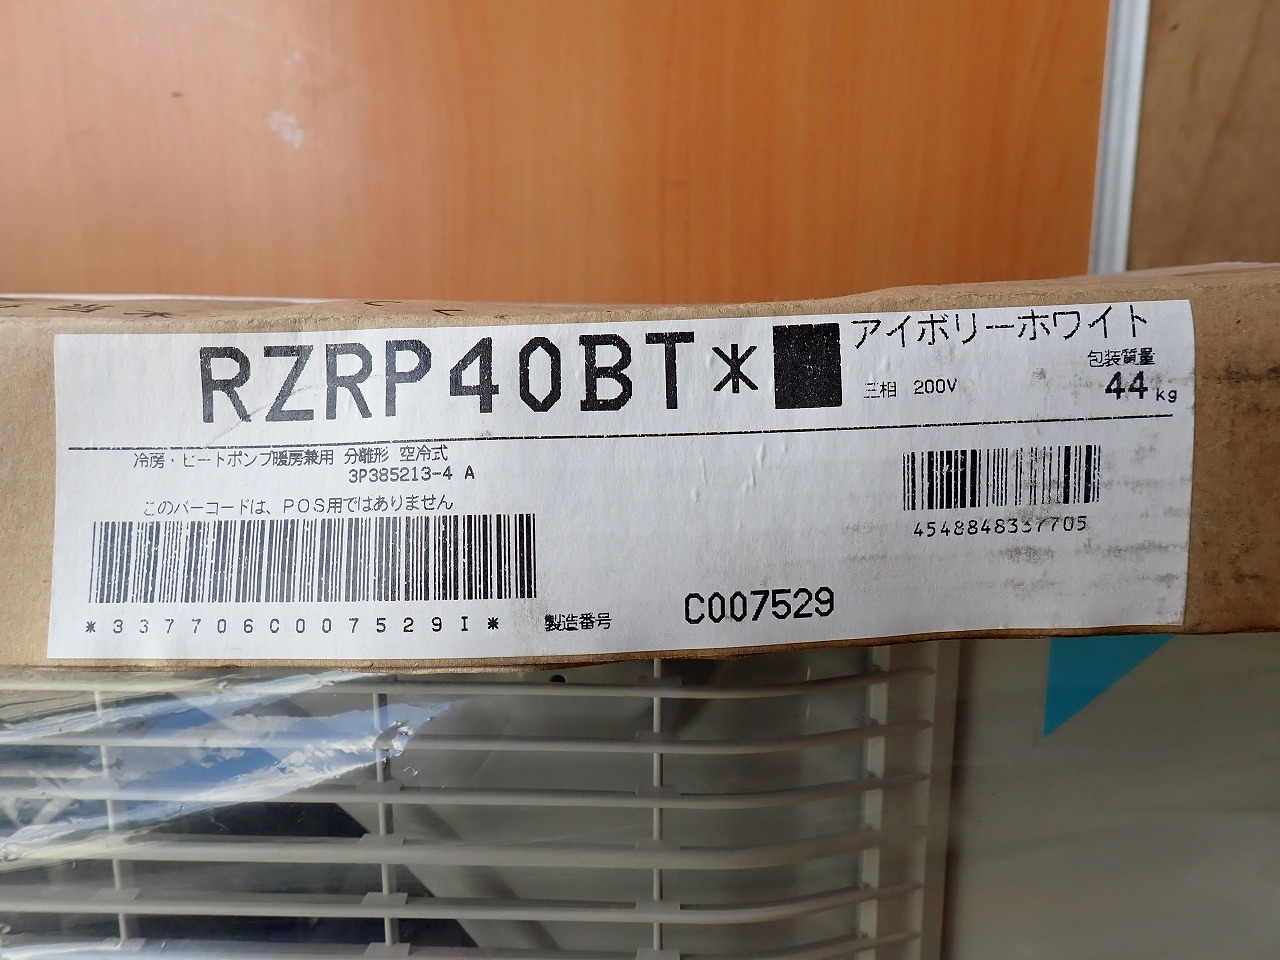 RZRP40BT*■ アイボリーホワイト
三相 200V
包装質量
44kg
冷房・ヒートポンプ暖房兼用 分離形 空冷式
3P385213-4 A
このバーコードは、POS用ではありません
*337706C007529I*
製造番号 C007529
4548848337705